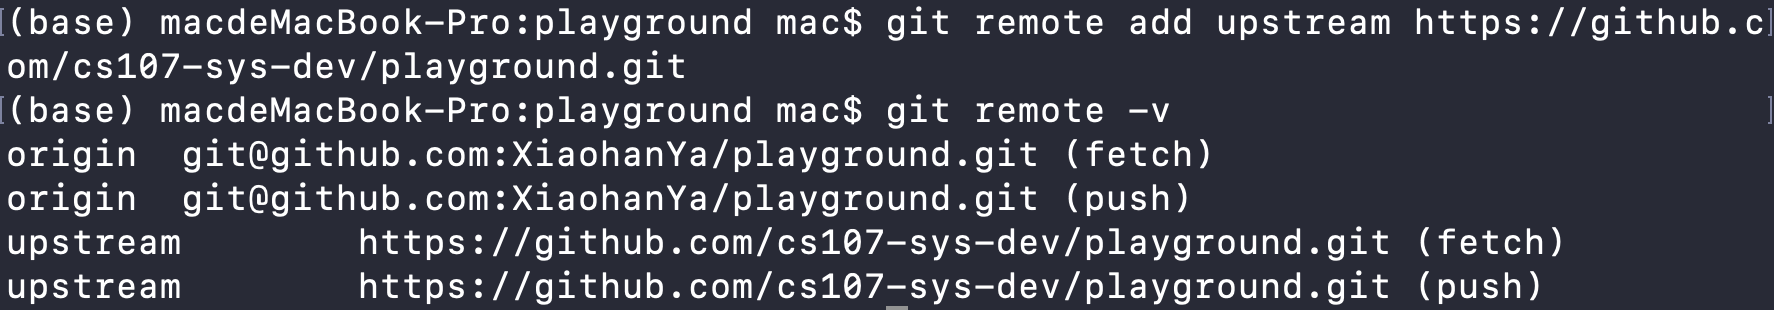 (base) macdeMacBook-Pro:playground mac$ git remote add upstream https://github.c
om/cs107-sys-dev/playground.git
(base) macdeMacBook-Pro:playground mac$ git remote -v
origin	git@github.com:XiaohanYa/playground.git (fetch)
origin	git@github.com:XiaohanYa/playground.git (push)
upstream	https://github.com/cs107-sys-dev/playground.git (fetch)
upstream	https://github.com/cs107-sys-dev/playground.git (push)